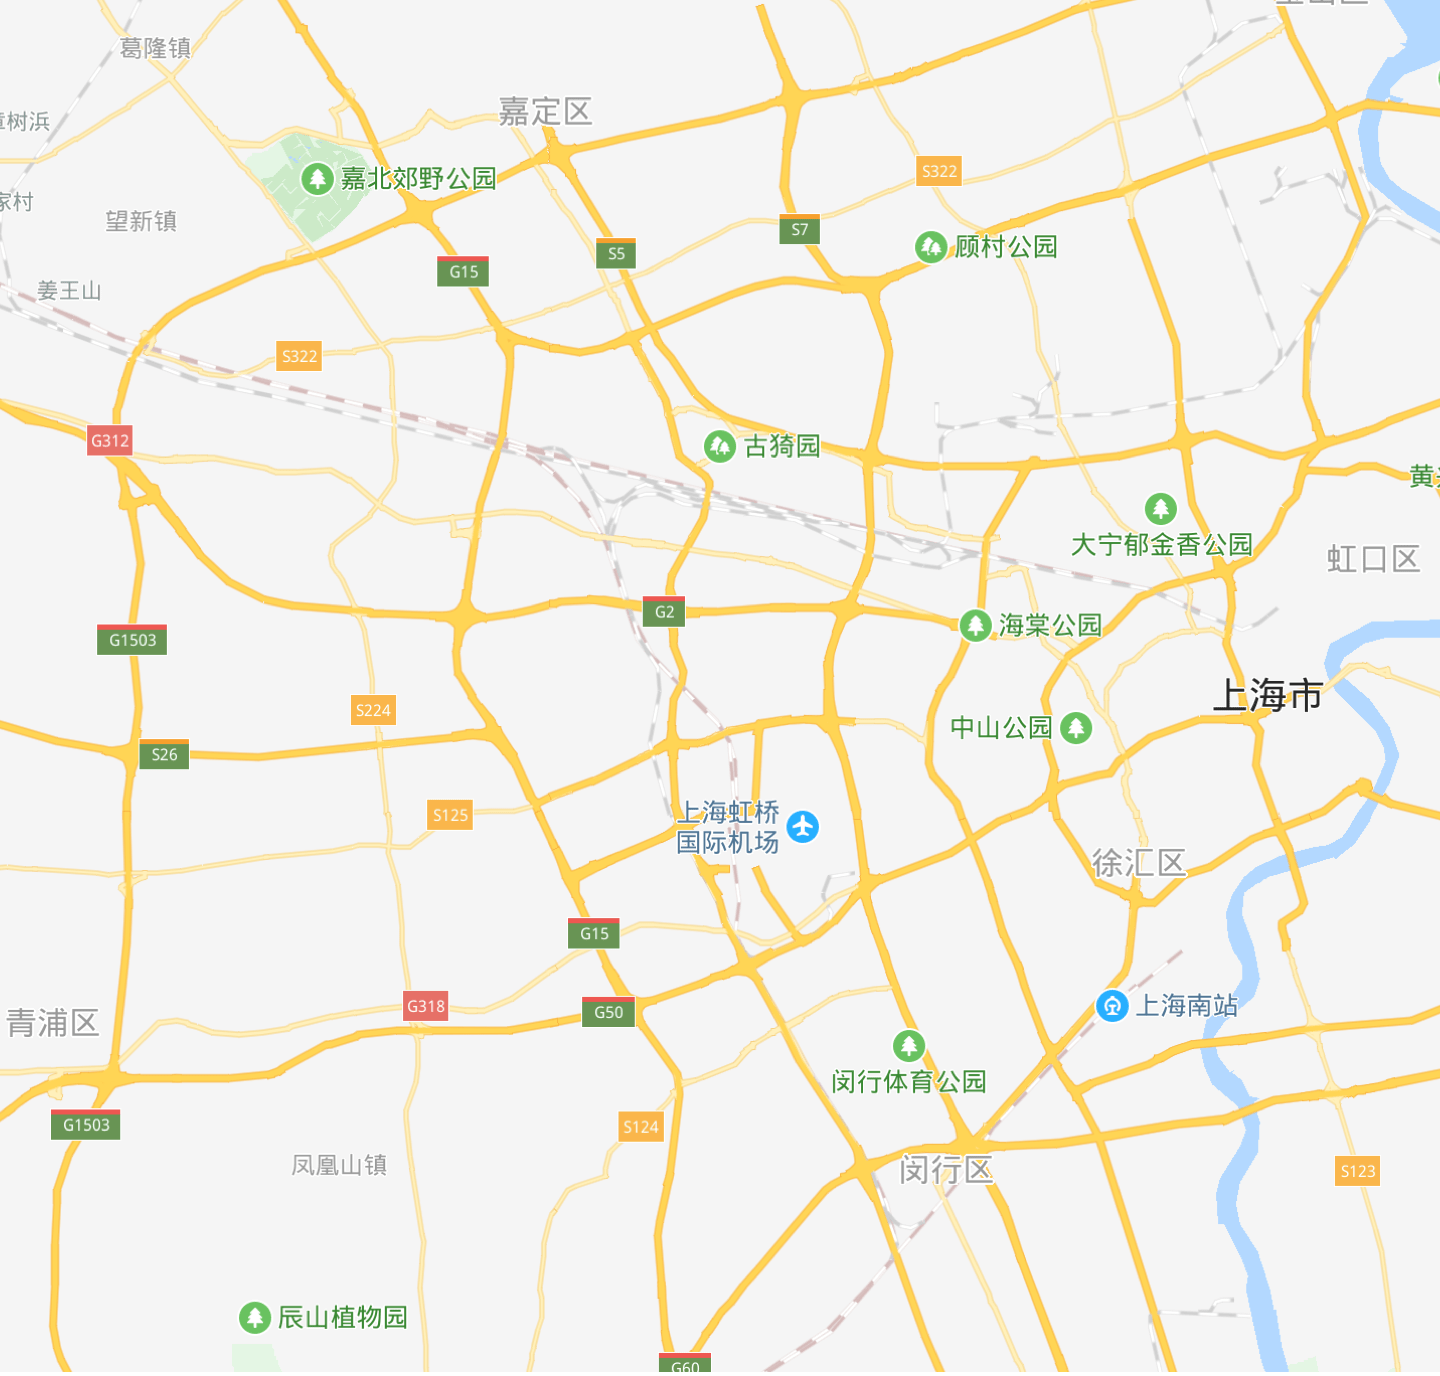 葛隆镇
嘉定区
树浜
S322
嘉北郊野公园
家村
望新镇
S7
顾村公园
S5
G15
姜王山
S322
G312
古猗园
大宁郁金香公园
虹口区
G2
海棠公园
G1503
上海市
S224
中山公园
S26
S125
上海虹桥
国际机场
徐汇区
G15
G318
G50
上海南站
青浦区
闵行体育公园
G1503
S124
凤凰山镇
闵行区
S123
辰山植物园
G60